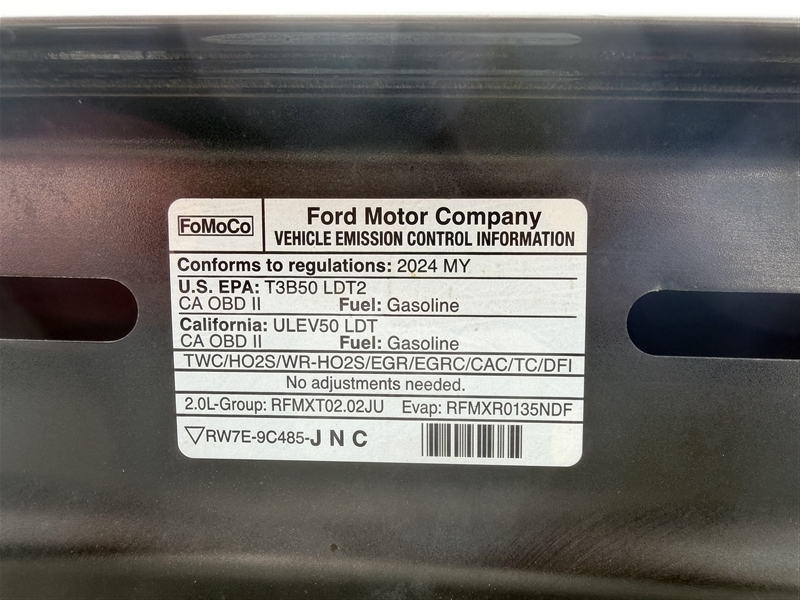 FoMoCo
Ford Motor Company
VEHICLE EMISSION CONTROL INFORMATION
Conforms to regulations: 2024 MY
U.S. EPA: T3B50 LDT2
CA OBD II Fuel: Gasoline
California: ULEV50 LDT
CA OBD II Fuel: Gasoline
TWC/HO2S/WR-HO2S/EGR/EGRC/CAC/TC/DFI
No adjustments needed.
2.0L-Group: RFMXT02.02JU Evap: RFMXR0135NDF
RW7E-9C485-J N C